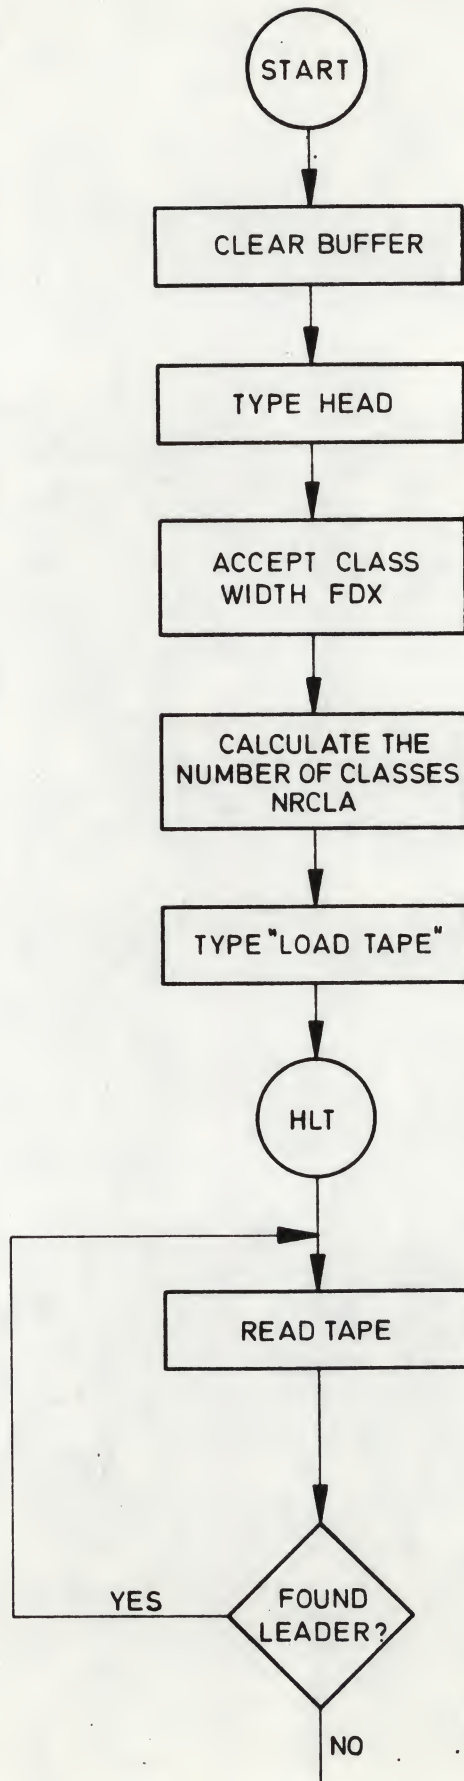 START
CLEAR BUFFER
TYPE HEAD
ACCEPT CLASS
WIDTH FDX
CALCULATE THE
NUMBER OF CLASSES
NRCLA
TYPE "LOAD TAPE"
HLT
READ TAPE
YES
FOUND
LEADER?
NO